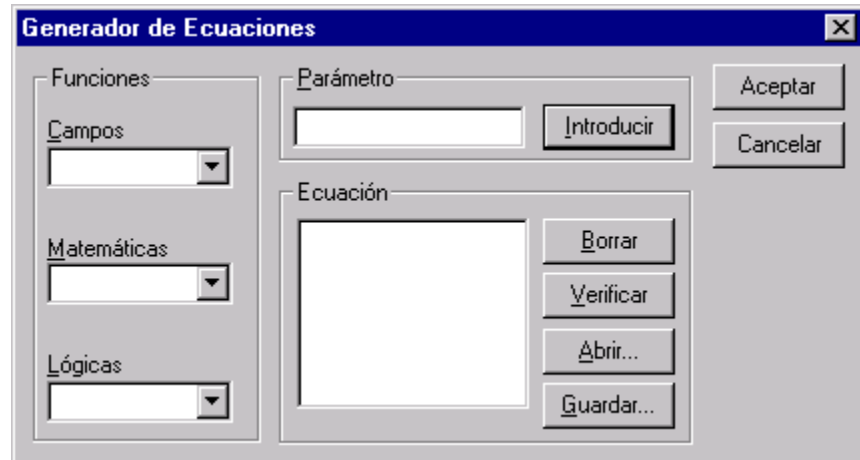 Generador de Ecuaciones
Funciones
Campos
Matemáticas
Lógicas
Parámetro
Introducir
Ecuación
Borrar
Verificar
Abrir...
Guardar...
Aceptar
Cancelar